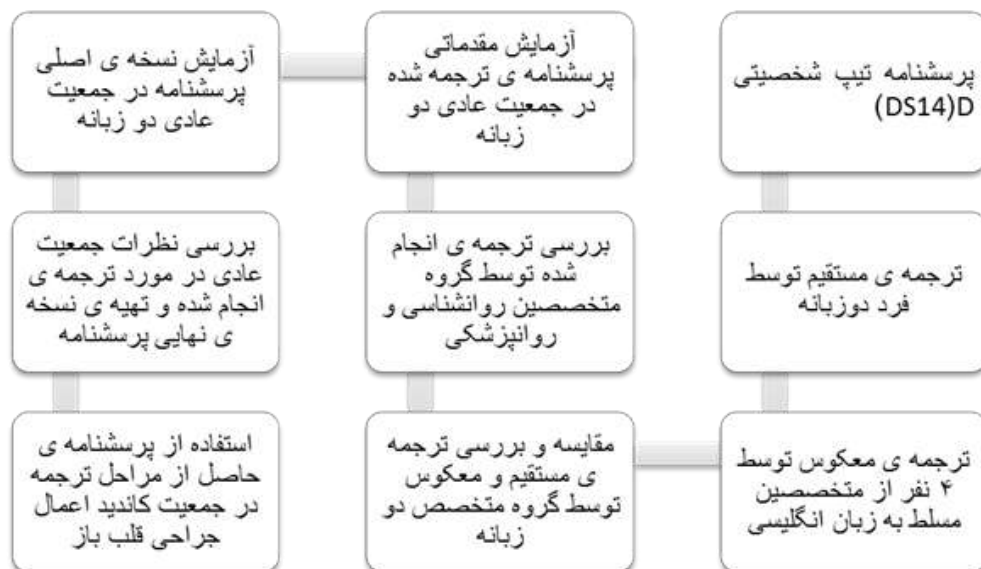 پرسشنامه تیپ شخصیتی
D(DS14)
ترجمه ی مستقیم توسط
فرد دوزبانه
ترجمه ی معکوس توسط
۴ نفر از متخصصین
مسلط به زبان انگلیسی
مقایسه و بررسی ترجمه
ی مستقیم و معکوس
توسط گروه متخصص دو
زبانه
بررسی ترجمه ی انجام
شده توسط گروه
متخصصین روانشناسی و
روانپزشکی
آزمایش مقدماتی
پرسشنامه ی ترجمه شده
در جمعیت عادی دو
زبانه
آزمایش نسخه ی اصلی
پرسشنامه در جمعیت
عادی دو زبانه
بررسی نظرات جمعیت
عادی در مورد ترجمه ی
انجام شده و تهیه ی نسخه
ی نهایی پرسشنامه
استفاده از پرسشنامه ی
حاصل از مراحل ترجمه
در جمعیت کاندید اعمال
جراحی قلب باز